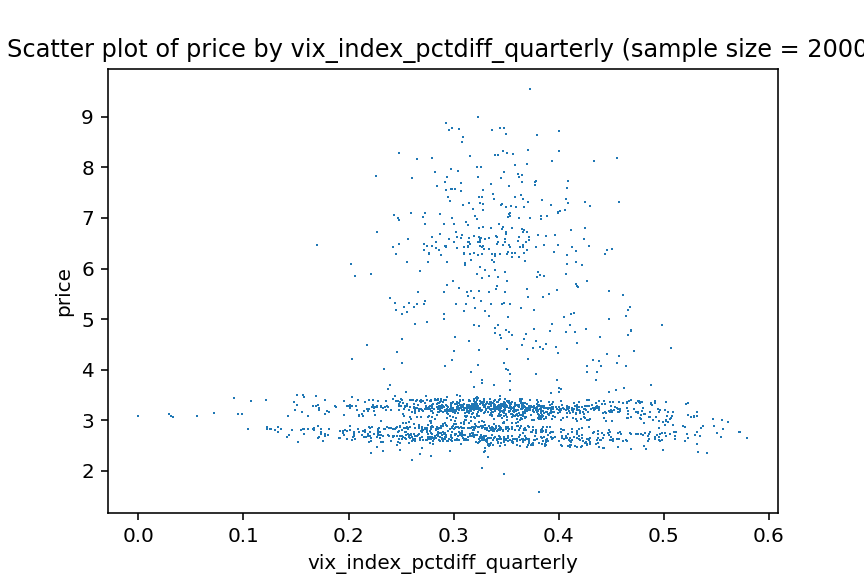 Scatter plot of price by vix_index_pctdiff_quarterly (sample size = 2000
9
8
7
6
5
4
3
2
price
0.0 0.1 0.2 0.3 0.4 0.5 0.6
vix_index_pctdiff_quarterly